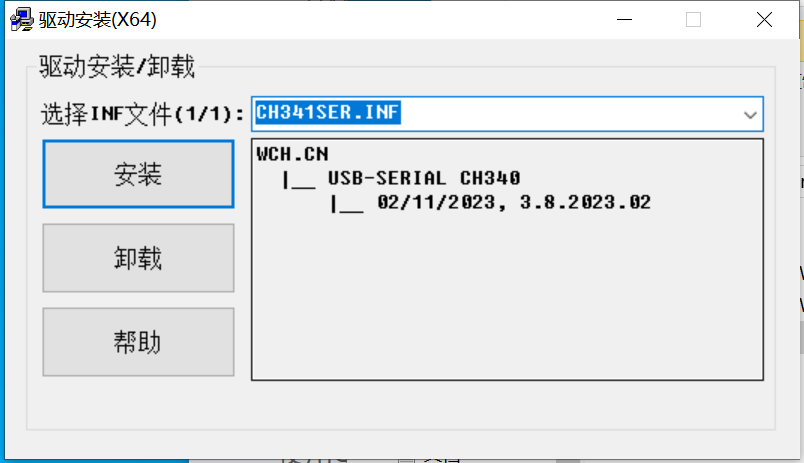 驱动安装(X64)
驱动安装/卸载
选择INF文件(1/1):
CH341SER.INF
安装
卸载
帮助
WCH.CN
|__ USB-SERIAL CH340
|__ 02/11/2023, 3.8.2023.02